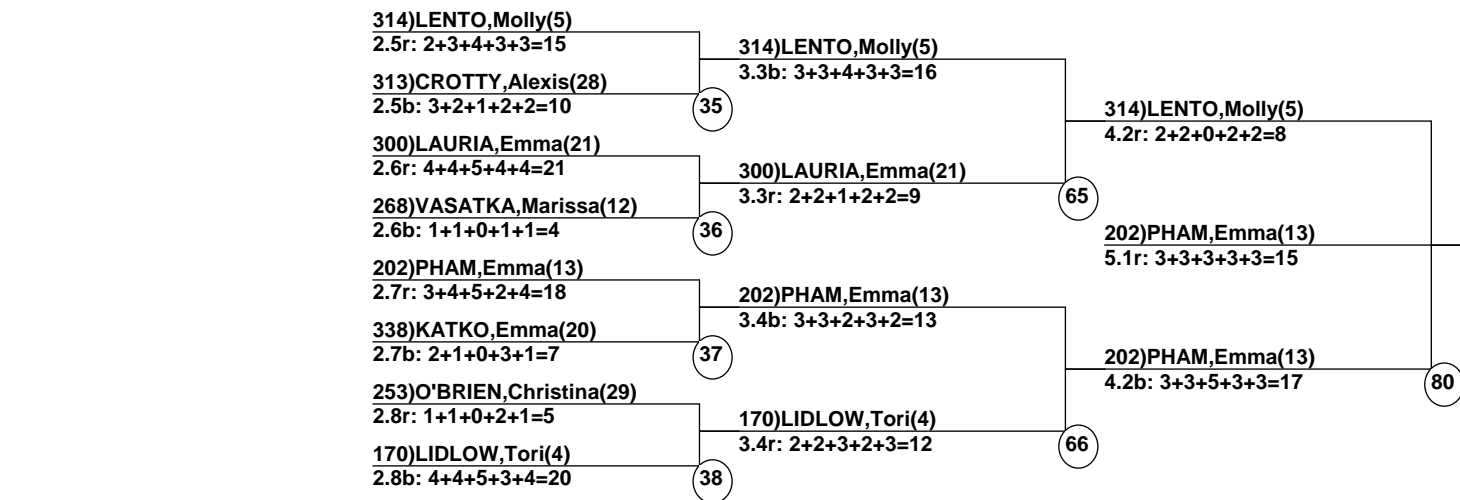 314)LENTO,Molly(5)
2.5r: 2+3+4+3+3=15
313)CROTTY,Alexis(28)
2.5b: 3+2+1+2+2=10
35
300)LAURIA,Emma(21)
2.6r: 4+4+5+4+4=21
268)VASATKA,Marissa(12)
2.6b: 1+1+0+1+1=4
36
202)PHAM,Emma(13)
2.7r: 3+4+5+2+4=18
338)KATKO,Emma(20)
2.7b: 2+1+0+3+1=7
37
253)O'BRIEN,Christina(29)
2.8r: 1+1+0+2+1=5
170)LIDLOW,Tori(4)
2.8b: 4+4+5+3+4=20
38
314)LENTO,Molly(5)
3.3b: 3+3+4+3+3=16
300)LAURIA,Emma(21)
3.3r: 2+2+1+2+2=9
65
202)PHAM,Emma(13)
3.4b: 3+3+2+3+2=13
170)LIDLOW,Tori(4)
3.4r: 2+2+3+2+3=12
66
314)LENTO,Molly(5)
4.2r: 2+2+0+2+2=8
202)PHAM,Emma(13)
5.1r: 3+3+3+3+3=15
202)PHAM,Emma(13)
4.2b: 3+3+5+3+3=17
80